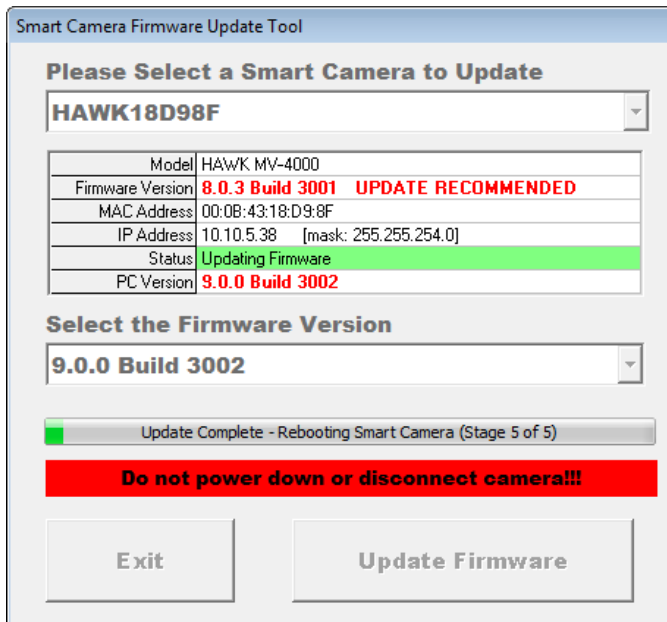 Smart Camera Firmware Update Tool
Please Select a Smart Camera to Update
HAWK18D98F
Model HAWK MV-4000
Firmware Version 8.0.3 Build 3001 UPDATE RECOMMENDED
MAC Address 00:0B:43:18:D9:8F
IP Address 10.10.5.38 [mask: 255.255.254.0]
Status Updating Firmware
PC Version 9.0.0 Build 3002
Select the Firmware Version
9.0.0 Build 3002
Update Complete - Rebooting Smart Camera (Stage 5 of 5)
Do not power down or disconnect camera!!!
Exit Update Firmware